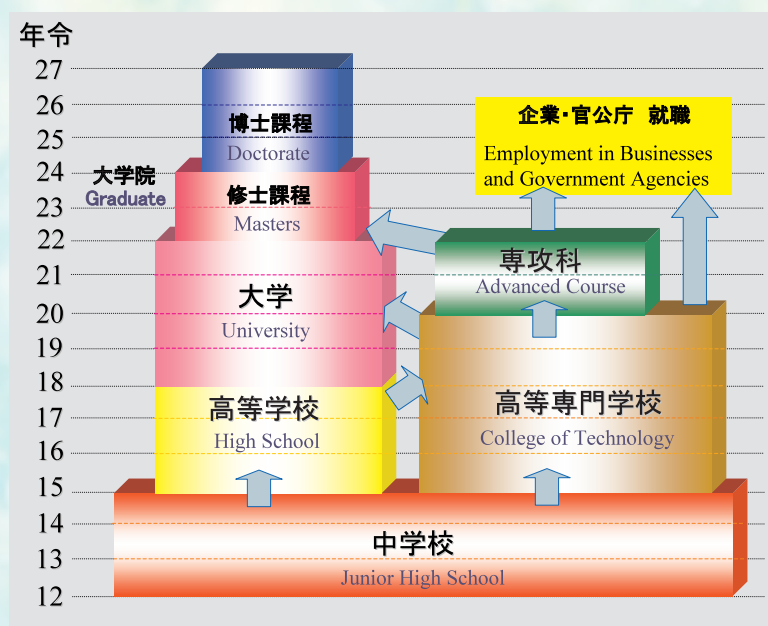 年令
27
26
25
24
23
22
21
20
19
18
17
16
15
14
13
12
博士課程
Doctorate
大学院
Graduate
修士課程
Masters
大学
University
高等学校
High School
企業・官公庁 就職
Employment in Businesses
and Government Agencies
専攻科
Advanced Course
高等専門学校
College of Technology
中学校
Junior High School